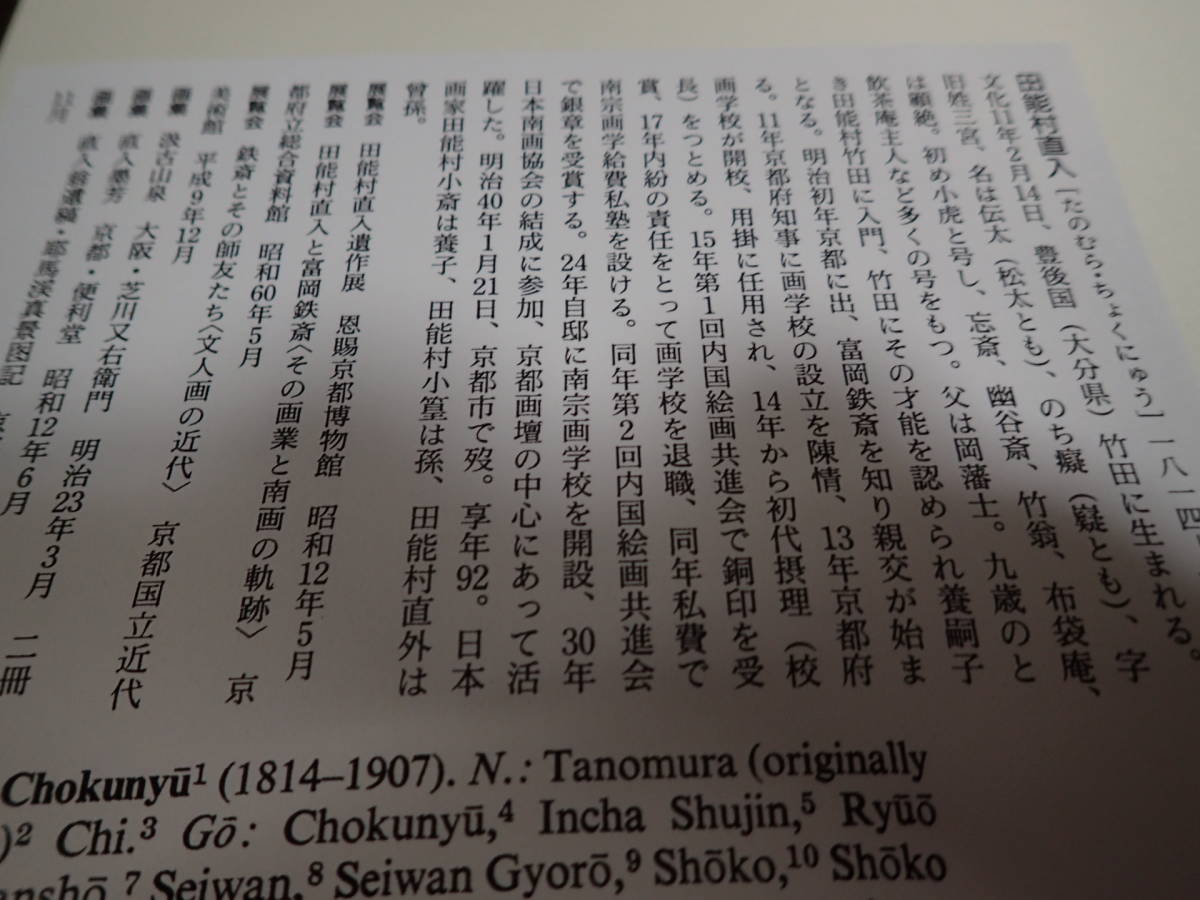 田能村直入［たのむら・ちょくにゅう］一八一四
文化11年2月14日、豊後国（大分県）竹田に生まれる。
旧姓三宮、名は伝太（松太とも）、のち癡（嶷とも）、字
は顧絶。初め小虎と号し、忘斎、幽谷斎、竹翁、布袋庵、
飲茶庵主人など多くの号をもつ。父は岡藩士。九歳のと
き田能村竹田に入門、竹田にその才能を認められ養嗣子
となる。明治初年京都に出、富岡鉄斎を知り親交が始ま
る。11年京都府知事に画学校の設立を陳情、13年京都府
画学校が開校、用掛に任用され、14年から初代摂理（校
長）をつとめる。15年第1回内国絵画共進会で銅印を受
賞、17年内紛の責任をとって画学校を退職、同年私費で
南宗画学給費私塾を設ける。同年第2回内国絵画共進会
で銀章を受賞する。24年自邸に南宗画学校を開設、30年
日本南画協会の結成に参加、京都画壇の中心にあって活
躍した。明治40年1月21日、京都市で歿。享年92。日本
画家田能村小斎は養子、田能村小篁は孫、田能村直外は
曾孫。
展覧会 田能村直入遺作展 恩賜京都博物館 昭和12年5月
展覧会 田能村直入と富岡鉄斎〈その画業と南画の軌跡〉 京
都府立総合資料館 昭和60年5月
展覧会 鉄斎とその師友たち〈文人画の近代〉 京都国立近代
美術館 平成9年12月
画集 汲古山泉 大阪・芝川又右衛門 明治23年3月 二冊
画集 直入墨芳 京都・便利堂 昭和12年6月
画集 直入翁遺稿・耶馬渓真景図記
Chokunyū¹ (1814–1907). N.: Tanomura (originally
)² Chi.³ Gō: Chokunyū,⁴ Incha Shujin,⁵ Ryūō
⁷ Seiwan,⁸ Seiwan Gyorō,⁹ Shōko,¹⁰ Shōko